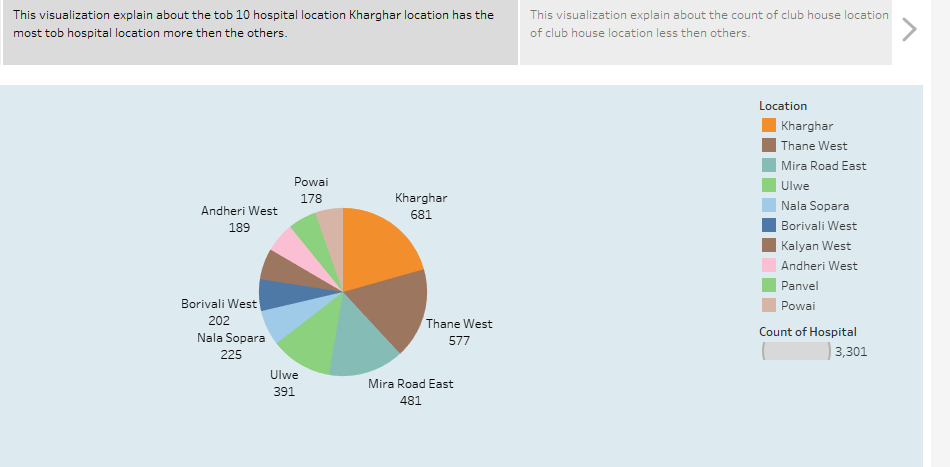 This visualization explain about the tob 10 hospital location Kharghar location has the
most tob hospital location more then the others.
This visualization explain about the count of club house location
of club house location less then others.
Powai
178
Kharghar
681
Andheri West
189
Borivali West
202
Nala Sopara
225
Thane West
577
Ulwe
391
Mira Road East
481
Location
Kharghar
Thane West
Mira Road East
Ulwe
Nala Sopara
Borivali West
Kalyan West
Andheri West
Panvel
Powai
Count of Hospital
3,301